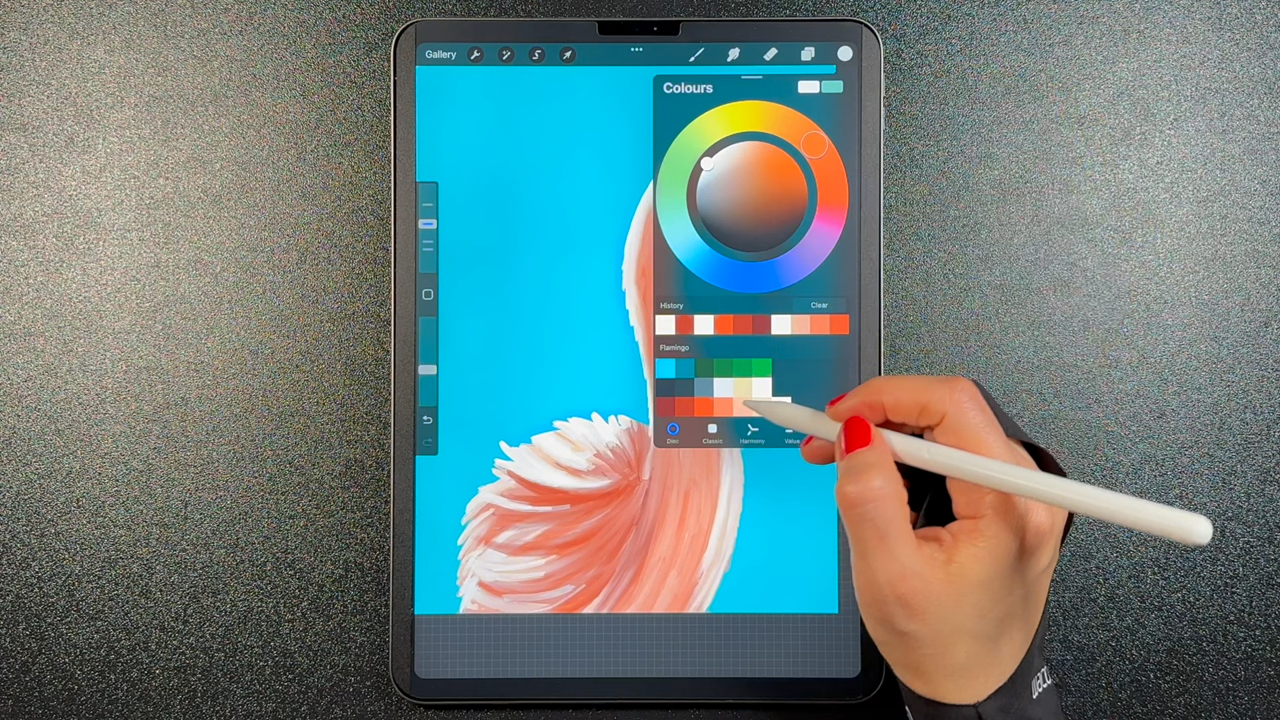 Gallery
Colours
History
Clear
Flamingo
Disc
Classic
Harmony
Value